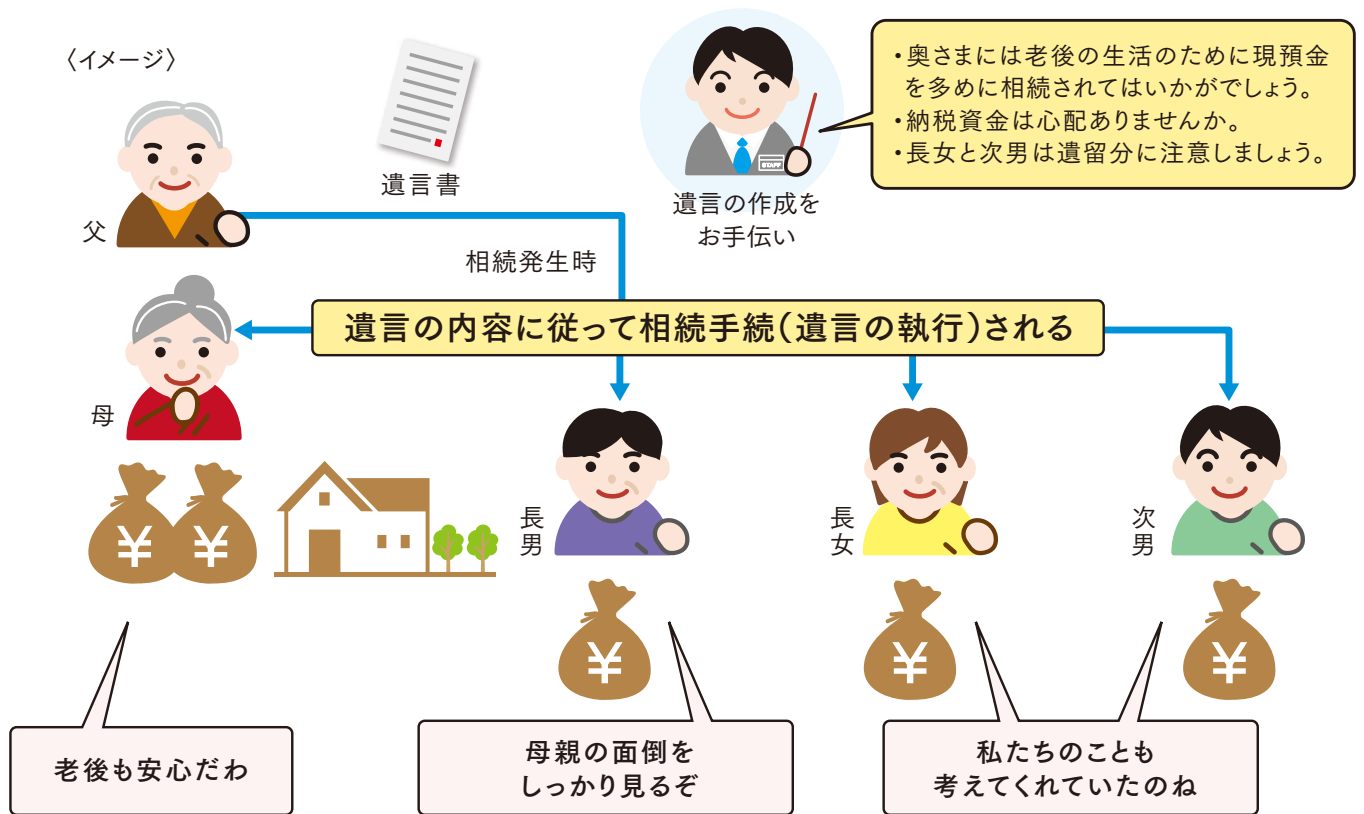 〈イメージ〉
・奥さまには老後の生活のために現預金
を多めに相続されてはいかがでしょう。
・納税資金は心配ありませんか。
・長女と次男は遺留分に注意しましょう。
STAFF
遺言書
遺言の作成を
お手伝い
父
相続発生時
遺言の内容に従って相続手続(遺言の執行)される
母
長男
長女
次男
¥
¥
¥
¥
¥
老後も安心だわ
母親の面倒を
しっかり見るぞ
私たちのことも
考えてくれていたのね